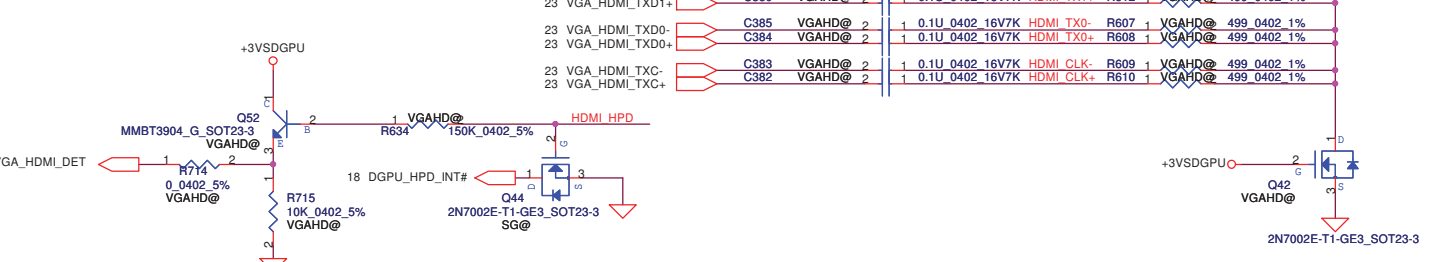 23 VGA_HDMI_TXD1+
C385 VGAHD@ 2 1 0.1U_0402_16V7K HDMI_TX0- R607 1 VGAHD@ 2 499_0402_1%
23 VGA_HDMI_TXD0-
C384 VGAHD@ 2 1 0.1U_0402_16V7K HDMI_TX0+ R608 1 VGAHD@ 2 499_0402_1%
23 VGA_HDMI_TXD0+
C383 VGAHD@ 2 1 0.1U_0402_16V7K HDMI_CLK- R609 1 VGAHD@ 2 499_0402_1%
23 VGA_HDMI_TXC-
C382 VGAHD@ 2 1 0.1U_0402_16V7K HDMI_CLK+ R610 1 VGAHD@ 2 499_0402_1%
23 VGA_HDMI_TXC+
+3VSDGPU
1
C
Q52
2
B
MMBT3904_G_SOT23-3
VGAHD@
E
3
VGAHD@
R634
150K_0402_5%
HDMI_HPD
VGA_HDMI_DET
1
2
R714
0_0402_5%
VGAHD@
1
R715
10K_0402_5%
VGAHD@
2
2
G
18 DGPU_HPD_INT#
1
D
S
3
Q44
2N7002E-T1-GE3_SOT23-3
SG@
1
D
+3VSDGPU
2
G
Q42
VGAHD@
3
S
2N7002E-T1-GE3_SOT23-3